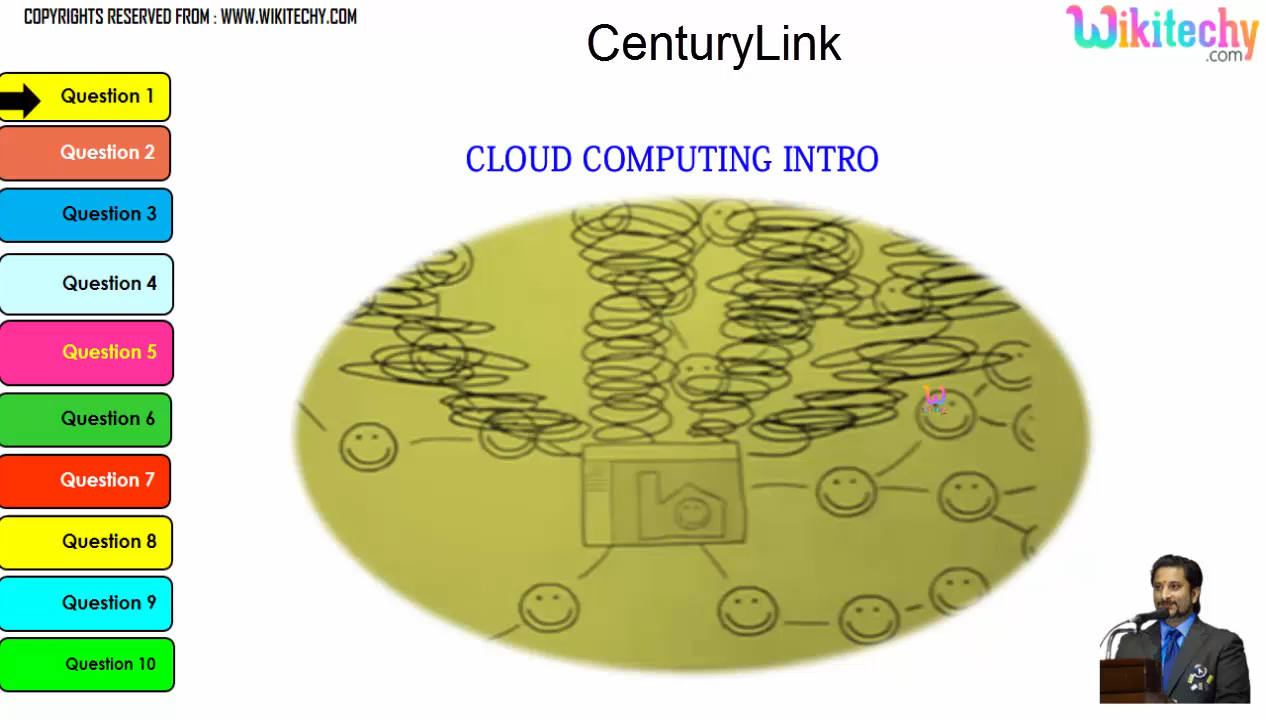 COPYRIGHTS RESERVED FROM : WWW.WIKITECHY.COM
CenturyLink
Wikitechy
.com
Question 1
Question 2
Question 3
Question 4
Question 5
Question 6
Question 7
Question 8
Question 9
Question 10
CLOUD COMPUTING INTRO